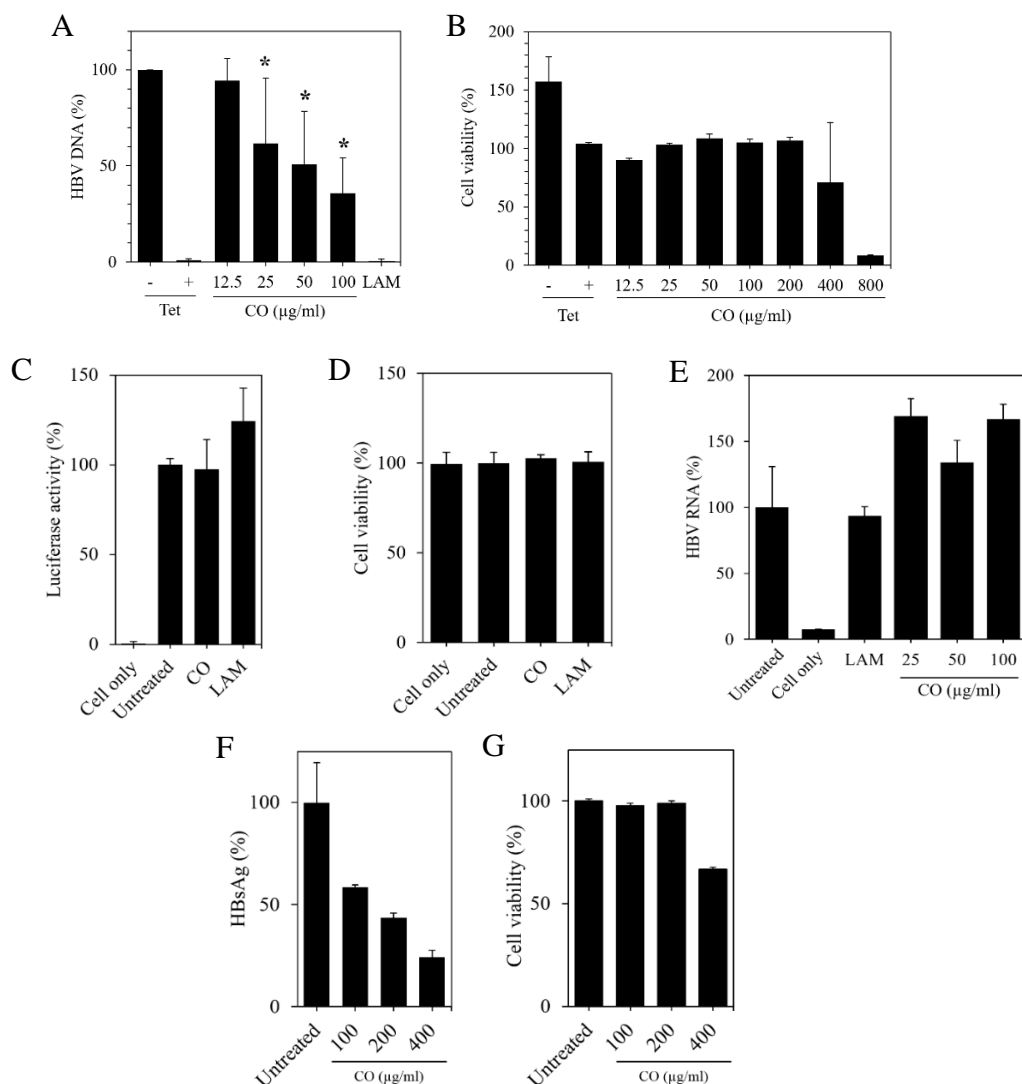 A
HBV DNA (%)
100
50
0
- + 12.5 25 50 100 LAM
* * *
Tet CO (µg/ml)
B
Cell viability (%)
200
150
100
50
0
- + 12.5 25 50 100 200 400 800
Tet CO (µg/ml)
C
Luciferase activity (%)
150
100
50
0
Cell only Untreated CO LAM
D
Cell viability (%)
150
100
50
0
Cell only Untreated CO LAM
E
HBV RNA (%)
200
150
100
50
0
Untreated Cell only LAM 25 50 100
CO (µg/ml)
F
HBsAg (%)
100
50
0
Untreated 100 200 400
CO (µg/ml)
G
Cell viability (%)
100
50
0
Untreated 100 200 400
CO (µg/ml)